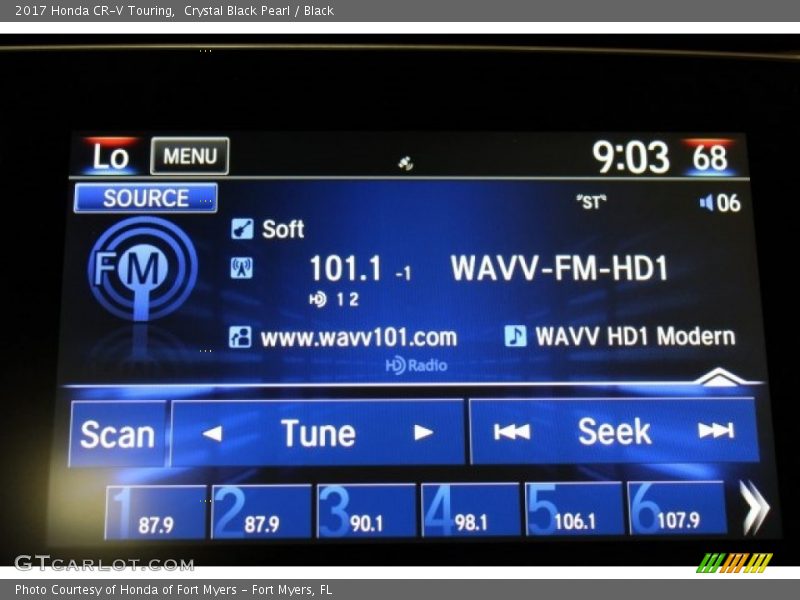 2017 Honda CR-V Touring, Crystal Black Pearl / Black
Lo MENU 9:03 68
SOURCE "ST" 06
FM Soft
101.1 -1 WAVV-FM-HD1
HD 1 2
www.wavv101.com WAVV HD1 Modern
HD Radio
Scan Tune Seek
1 87.9 2 87.9 3 90.1 4 98.1 5 106.1 6 107.9
GTCARLOT.COM
Photo Courtesy of Honda of Fort Myers - Fort Myers, FL